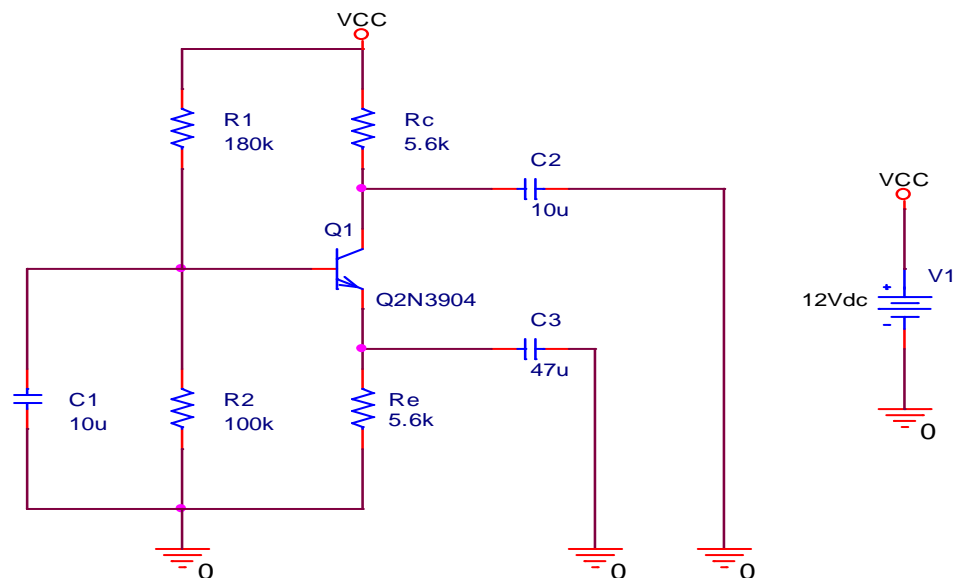 VCC
R1
180k
Rc
5.6k
C2
10u
VCC
Q1
Q2N3904
V1
12Vdc
C3
47u
C1
10u
R2
100k
Re
5.6k
0
0
0
0